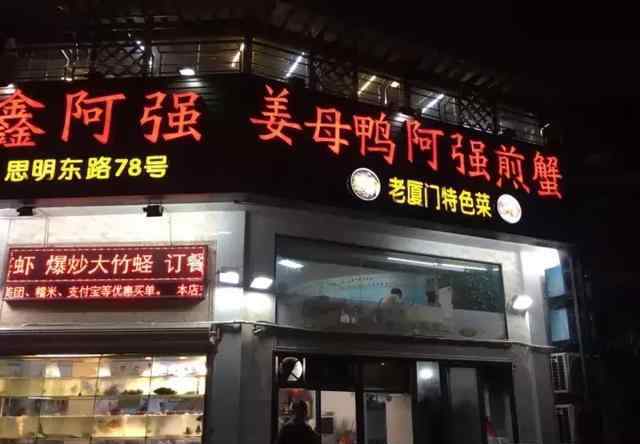 鑫阿强
思明东路78号
姜母鸭阿强煎蟹
老厦门特色菜
虾 爆炒大竹蛏 订餐
美团、糯米、支付宝等优惠买单。 本店